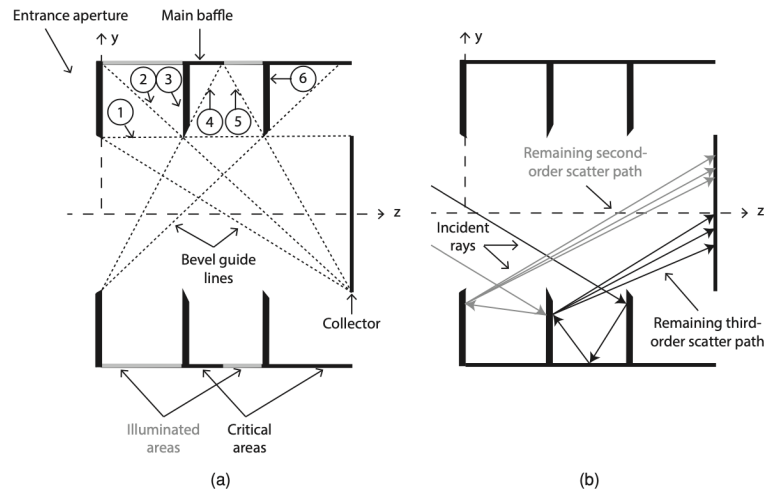 Entrance aperture
Main baffle
y
1
2
3
4
5
6
z
Bevel guide
lines
Collector
Illuminated
areas
Critical
areas
(a)
y
Remaining second-
order scatter path
z
Incident
rays
Remaining third-
order scatter path
(b)